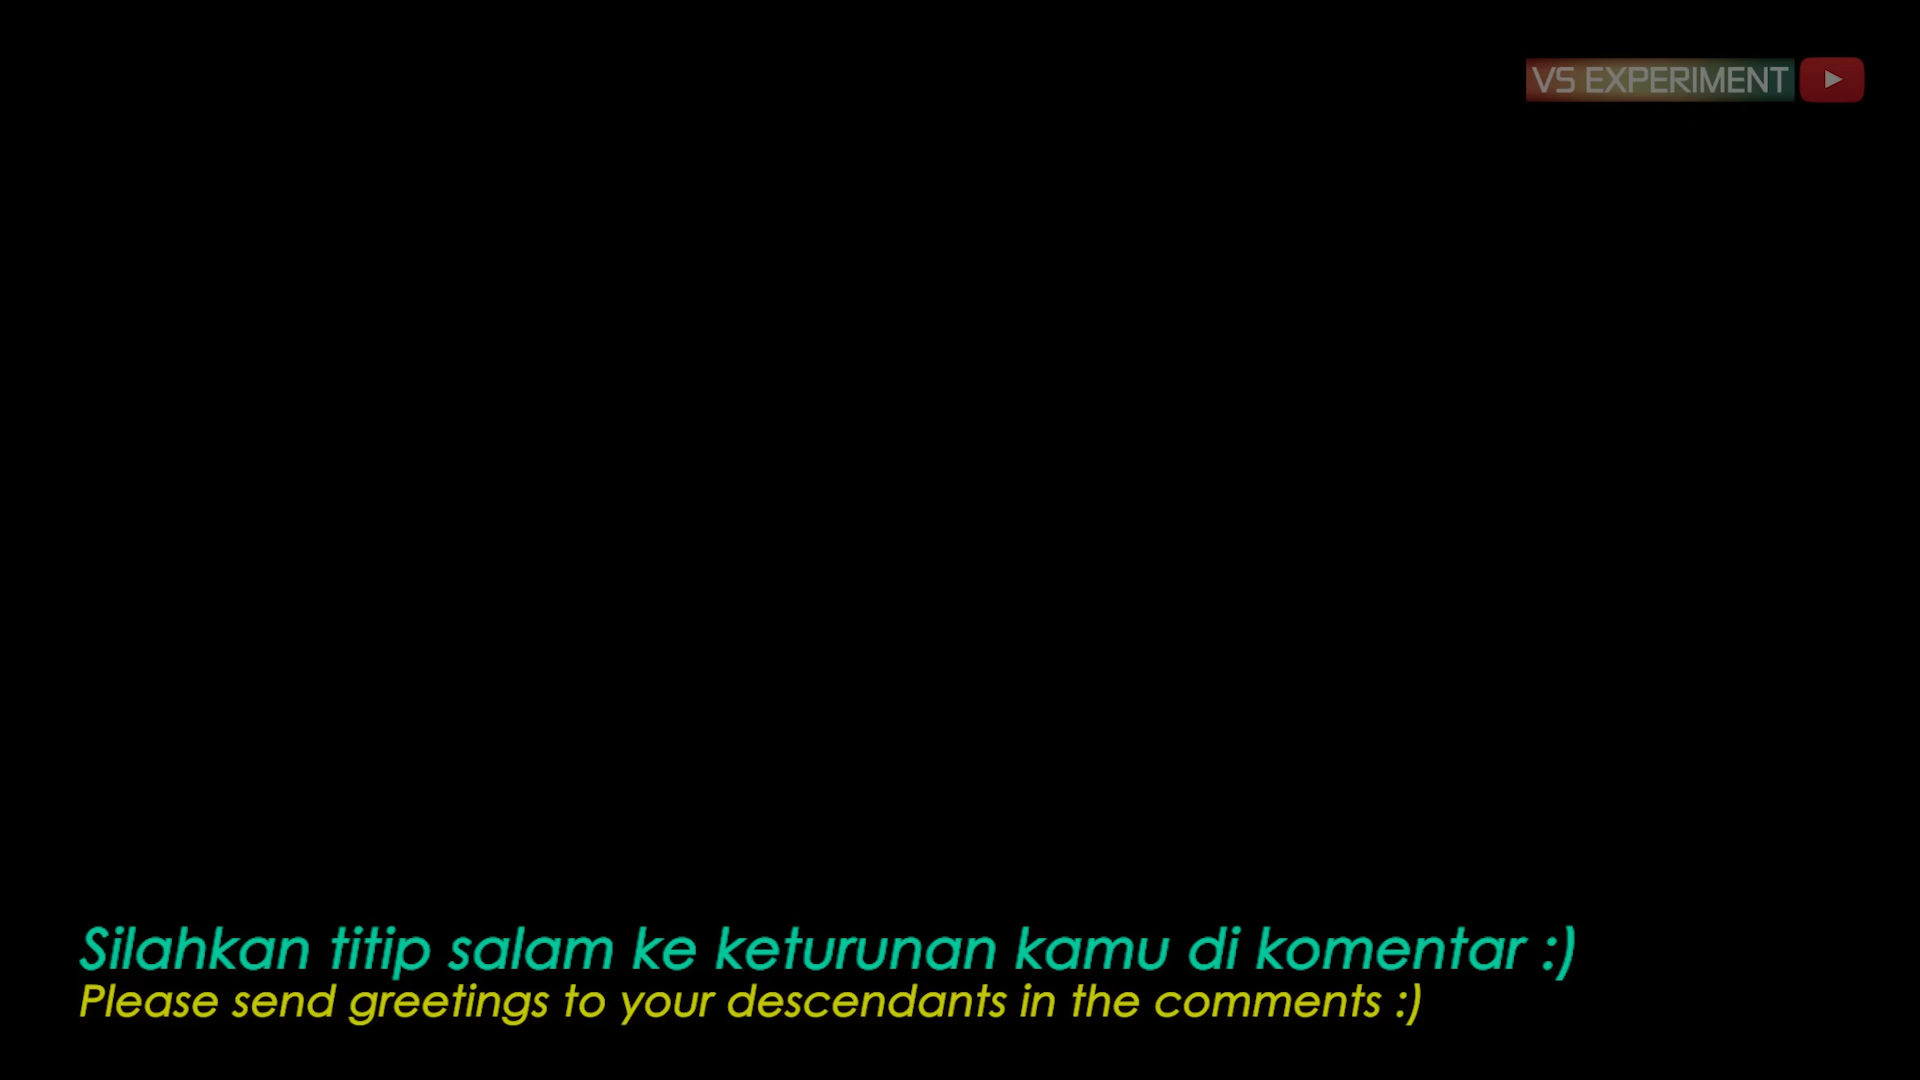 VS EXPERIMENT
Silahkan titip salam ke keturunan kamu di komentar :)
Please send greetings to your descendants in the comments :)